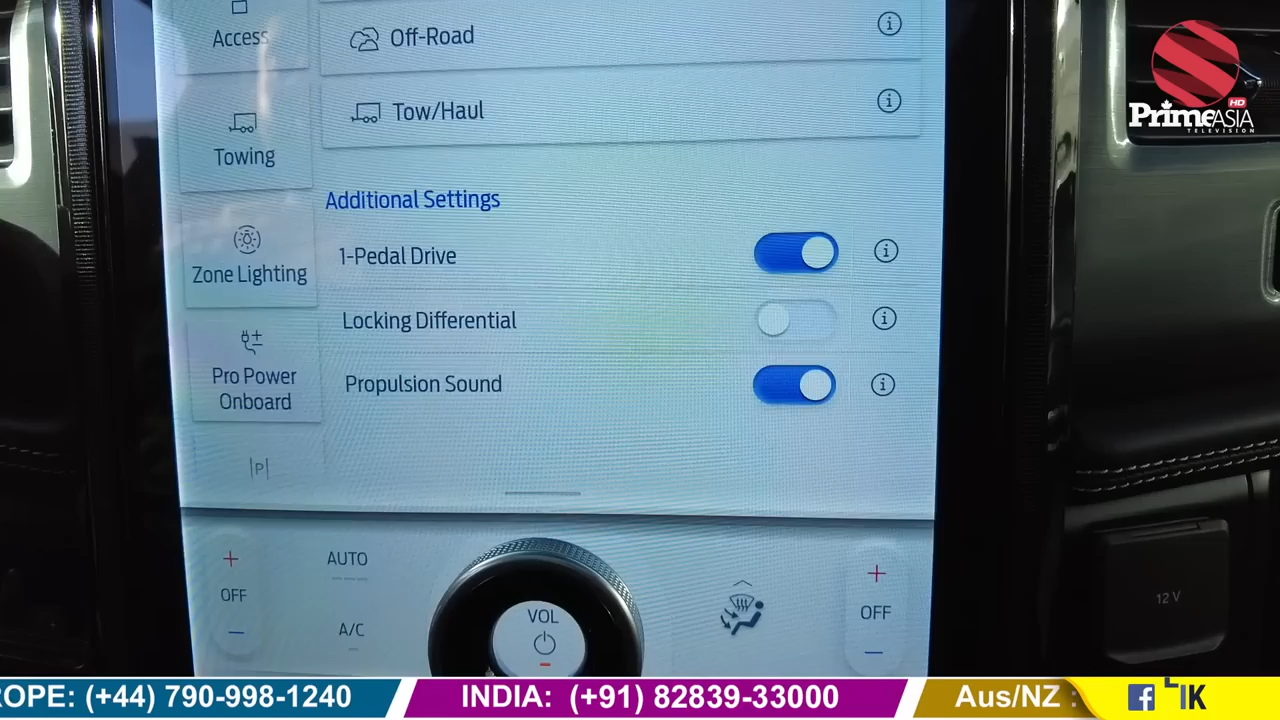 Access
Off-Road
Tow/Haul
Towing
Additional Settings
1-Pedal Drive
Zone Lighting
Locking Differential
Pro Power
Onboard
Propulsion Sound
|P|
AUTO
OFF
A/C
VOL
OFF
12 V
Prime ASIA HD
TELEVISION
ROPE: (+44) 790-998-1240
INDIA: (+91) 82839-33000
Aus/NZ :